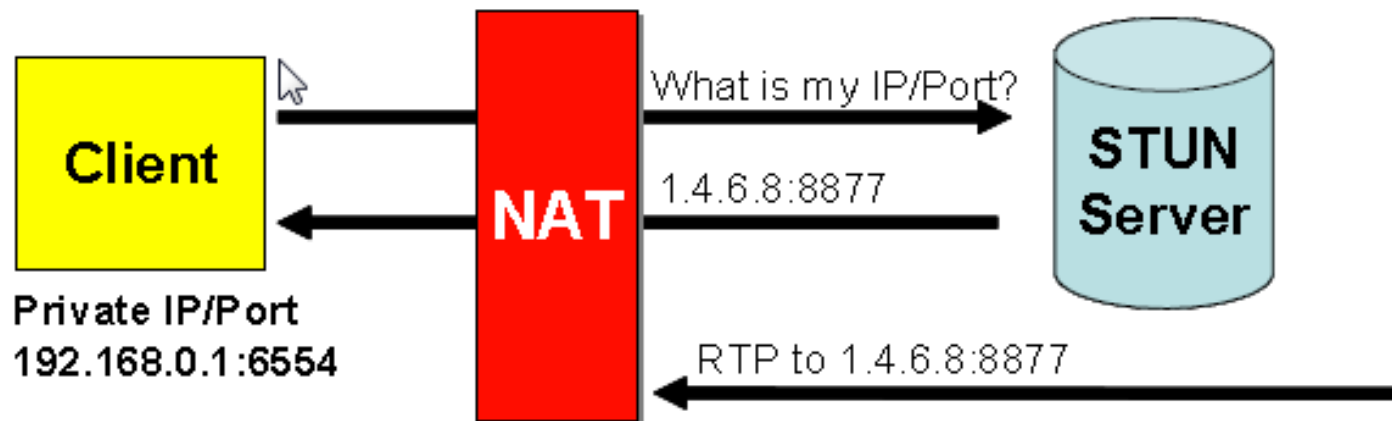 Client
Private IP/Port
192.168.0.1:6554
NAT
What is my IP/Port?
1.4.6.8:8877
RTP to 1.4.6.8:8877
STUN
Server